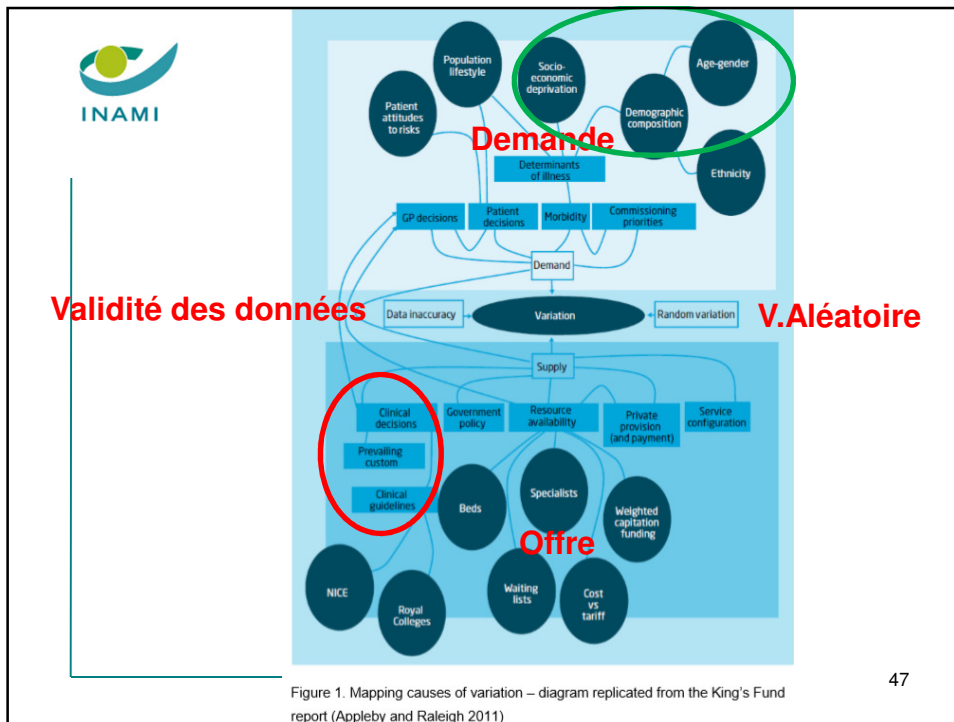 INAMI
Population
lifestyle
Socio-
economic
deprivation
Age-gender
Patient
attitudes
to risks
Demographic
composition
Demande
Determinants
of illness
Ethnicity
GP decisions
Patient
decisions
Morbidity
Commissioning
priorities
Demand
Validité des données
Data inaccuracy
Variation
Random variation
V.Aléatoire
Supply
Clinical
decisions
Government
policy
Resource
availability
Private
provision
(and payment)
Service
configuration
Prevailing
custom
Clinical
guidelines
Beds
Specialists
Weighted
capitation
funding
Offre
NICE
Royal
Colleges
Waiting
lists
Cost
vs
tariff
47
Figure 1. Mapping causes of variation – diagram replicated from the King's Fund
report (Appleby and Raleigh 2011)